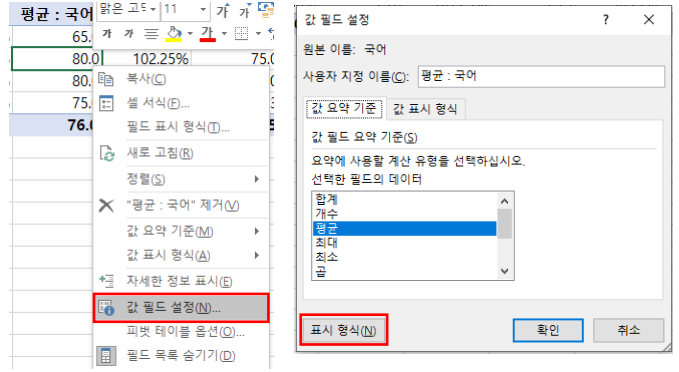 평균 : 국어
맑은 고딕 11 가 가
65.
가 가 가
80.0 102.25% 75.0
80.
75.
76.
복사(C)
셀 서식(F)...
필드 표시 형식(T)...
새로 고침(R)
정렬(S)
"평균 : 국어" 제거(V)
값 요약 기준(M)
값 표시 형식(A)
자세한 정보 표시(E)
값 필드 설정(N)...
피벗 테이블 옵션(O)...
필드 목록 숨기기(D)
값 필드 설정 ? ×
원본 이름: 국어
사용자 지정 이름(C): 평균 : 국어
값 요약 기준 값 표시 형식
값 필드 요약 기준(S)
요약에 사용할 계산 유형을 선택하십시오.
선택한 필드의 데이터
합계
개수
평균
최대
최소
곱
표시 형식(N) 확인 취소